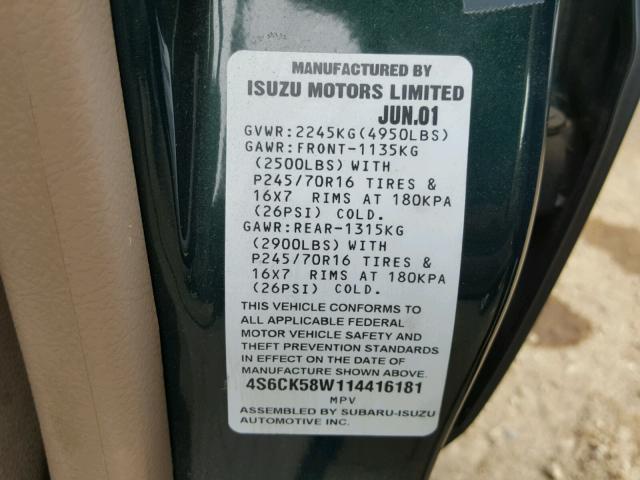 MANUFACTURED BY
ISUZU MOTORS LIMITED
JUN.01
GVWR:2245KG(4950LBS)
GAWR:FRONT-1135KG
(2500LBS) WITH
P245/70R16 TIRES &
16X7 RIMS AT 180KPA
(26PSI) COLD.
GAWR:REAR-1315KG
(2900LBS) WITH
P245/70R16 TIRES &
16X7 RIMS AT 180KPA
(26PSI) COLD.
THIS VEHICLE CONFORMS TO
ALL APPLICABLE FEDERAL
MOTOR VEHICLE SAFETY AND
THEFT PREVENTION STANDARDS
IN EFFECT ON THE DATE OF
MANUFACTURE SHOWN ABOVE.
4S6CK58W114416181
MPV
ASSEMBLED BY SUBARU-ISUZU
AUTOMOTIVE INC.